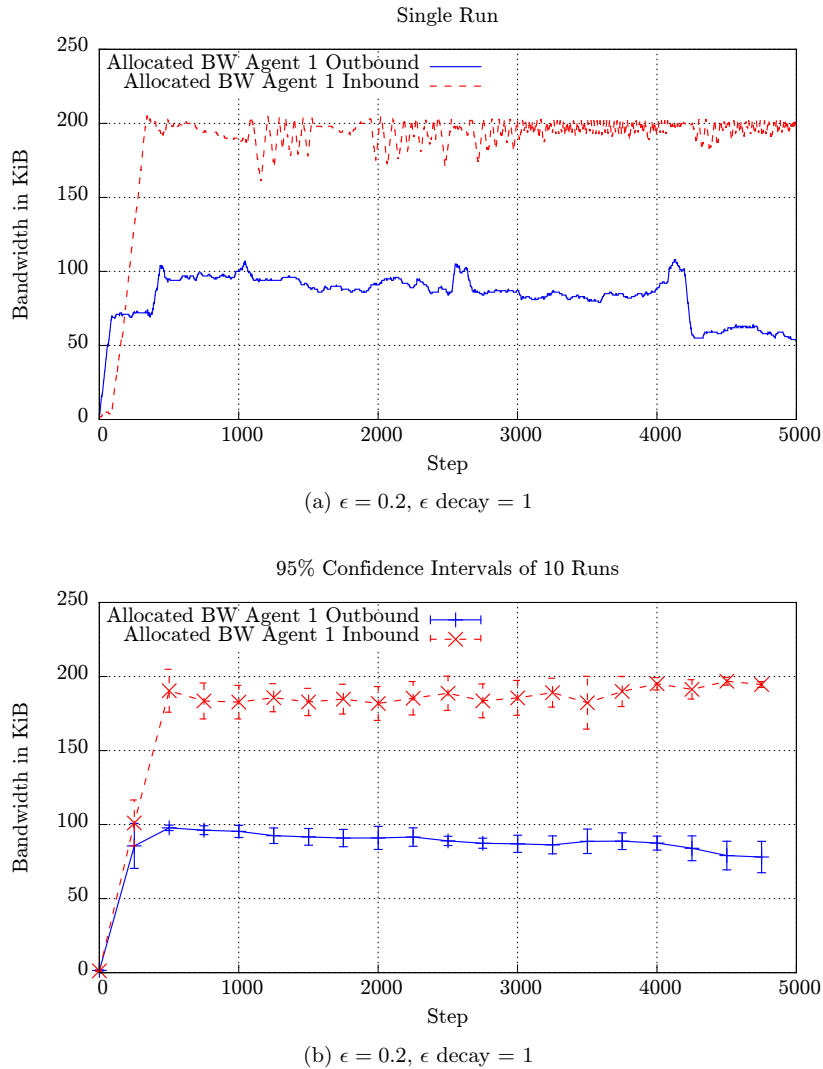 Single Run
250
200
150
100
50
0
0 1000 2000 3000 4000 5000
Bandwidth in KiB
Step
Allocated BW Agent 1 Outbound
Allocated BW Agent 1 Inbound
(a) ϵ = 0.2, ϵ decay = 1
95% Confidence Intervals of 10 Runs
250
200
150
100
50
0
0 1000 2000 3000 4000 5000
Bandwidth in KiB
Step
Allocated BW Agent 1 Outbound
Allocated BW Agent 1 Inbound
(b) ϵ = 0.2, ϵ decay = 1